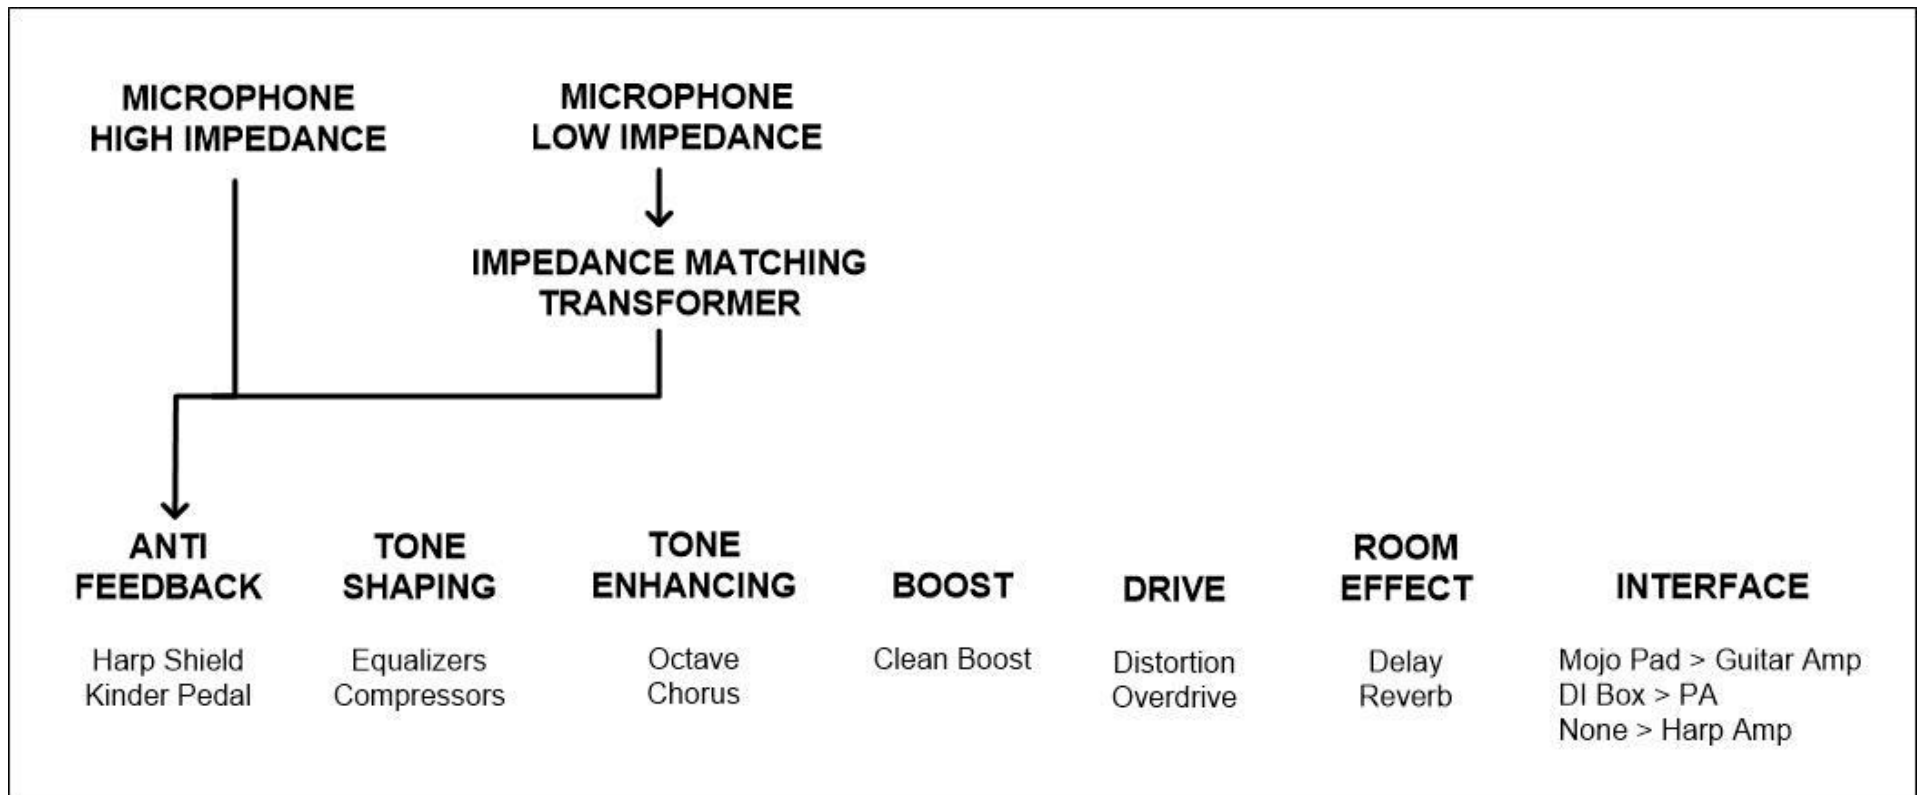 MICROPHONE
HIGH IMPEDANCE
MICROPHONE
LOW IMPEDANCE
IMPEDANCE MATCHING
TRANSFORMER
ANTI
FEEDBACK
Harp Shield
Kinder Pedal
TONE
SHAPING
Equalizers
Compressors
TONE
ENHANCING
Octave
Chorus
BOOST
Clean Boost
DRIVE
Distortion
Overdrive
ROOM
EFFECT
Delay
Reverb
INTERFACE
Mojo Pad > Guitar Amp
DI Box > PA
None > Harp Amp